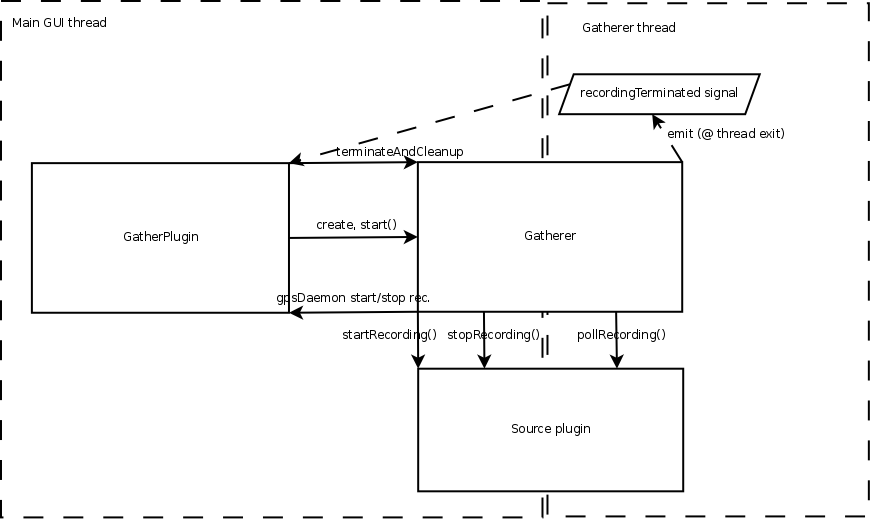 Main GUI thread
Gatherer thread
recordingTerminated signal
emit (@ thread exit)
terminateAndCleanup
create, start()
GatherPlugin
Gatherer
gpsDaemon start/stop rec.
startRecording()
stopRecording()
pollRecording()
Source plugin